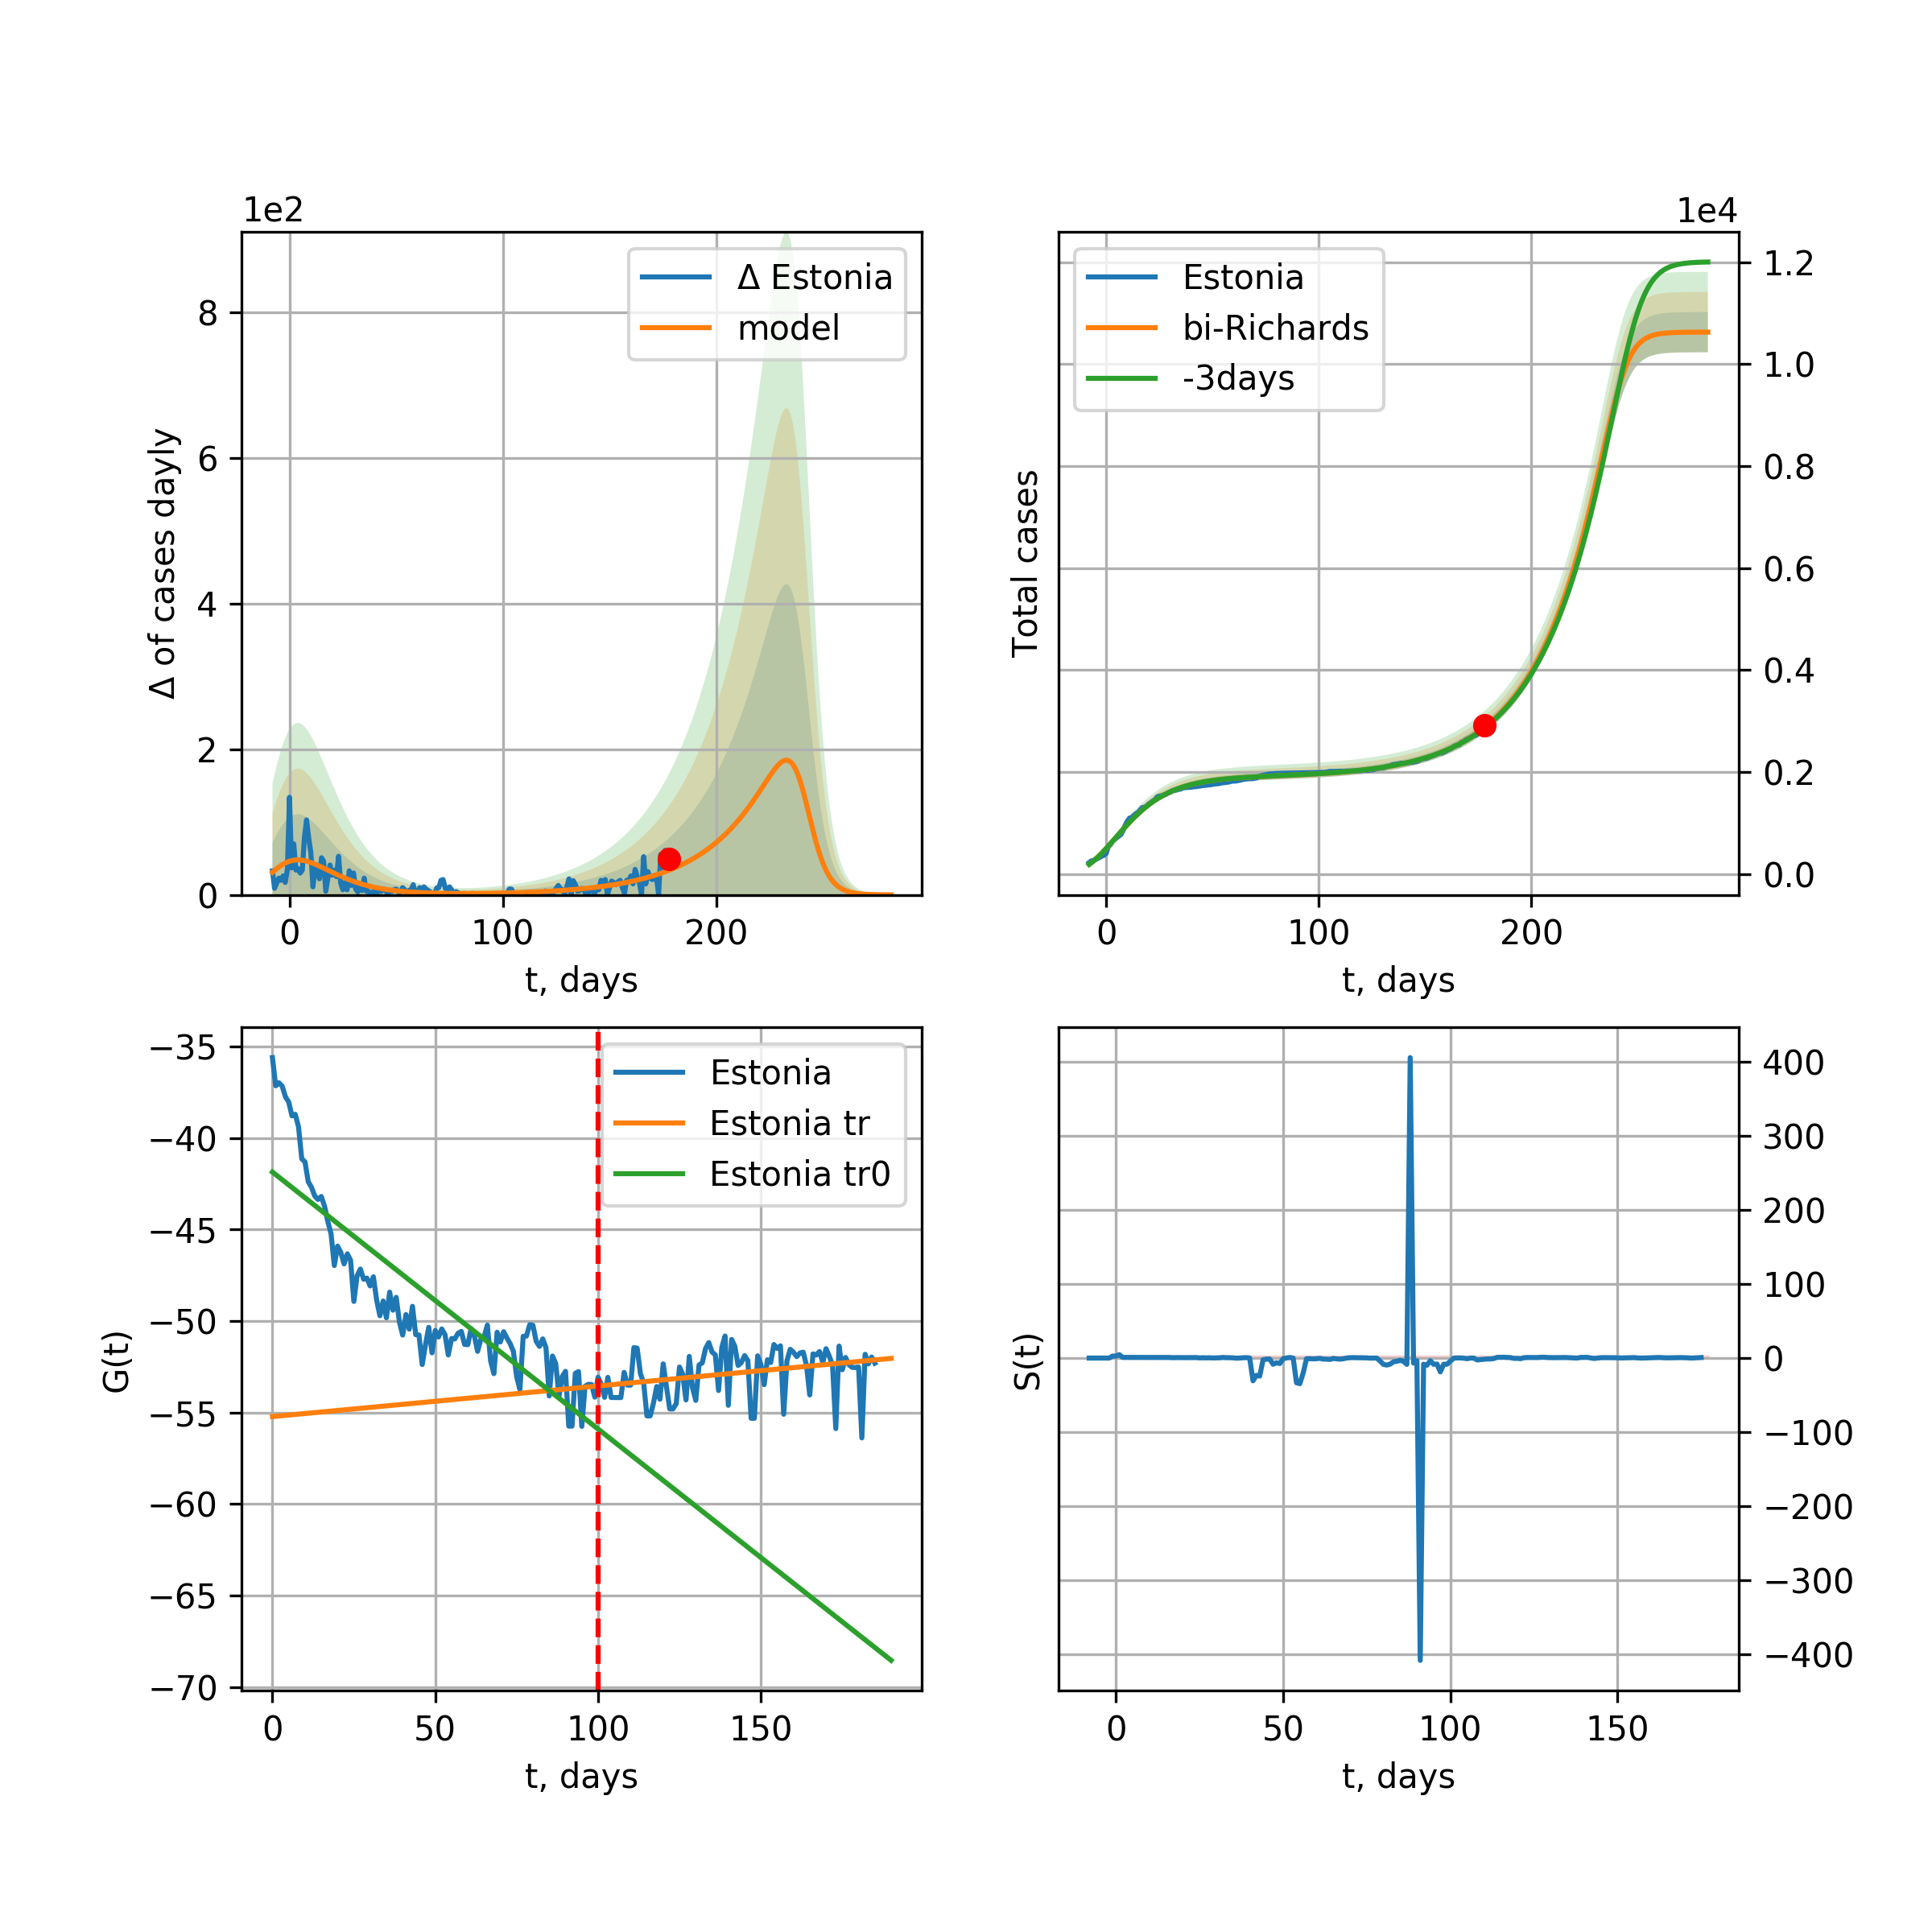 1e2
Δ Estonia
model
8
6
4
2
0
Δ of cases dayly
0 100 200
t, days
1e4
Estonia
bi-Richards
-3days
1.2
1.0
0.8
0.6
0.4
0.2
0.0
Total cases
0 100 200
t, days
Estonia
Estonia tr
Estonia tr0
−35
−40
−45
−50
−55
−60
−65
−70
G(t)
0 50 100 150
t, days
400
300
200
100
0
−100
−200
−300
−400
S(t)
0 50 100 150
t, days